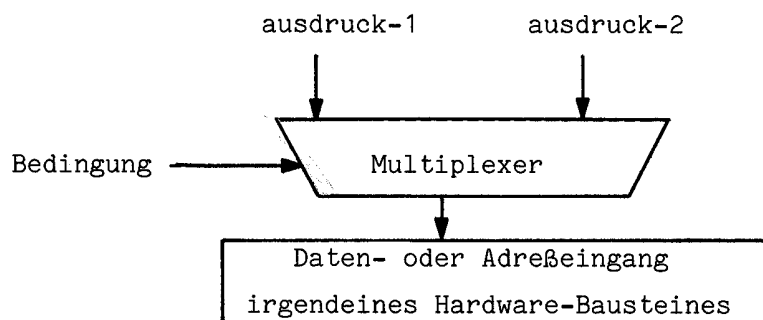 ausdruck-1 ausdruck-2
Bedingung Multiplexer
Daten- oder Adreßeingang
irgendeines Hardware-Bausteines